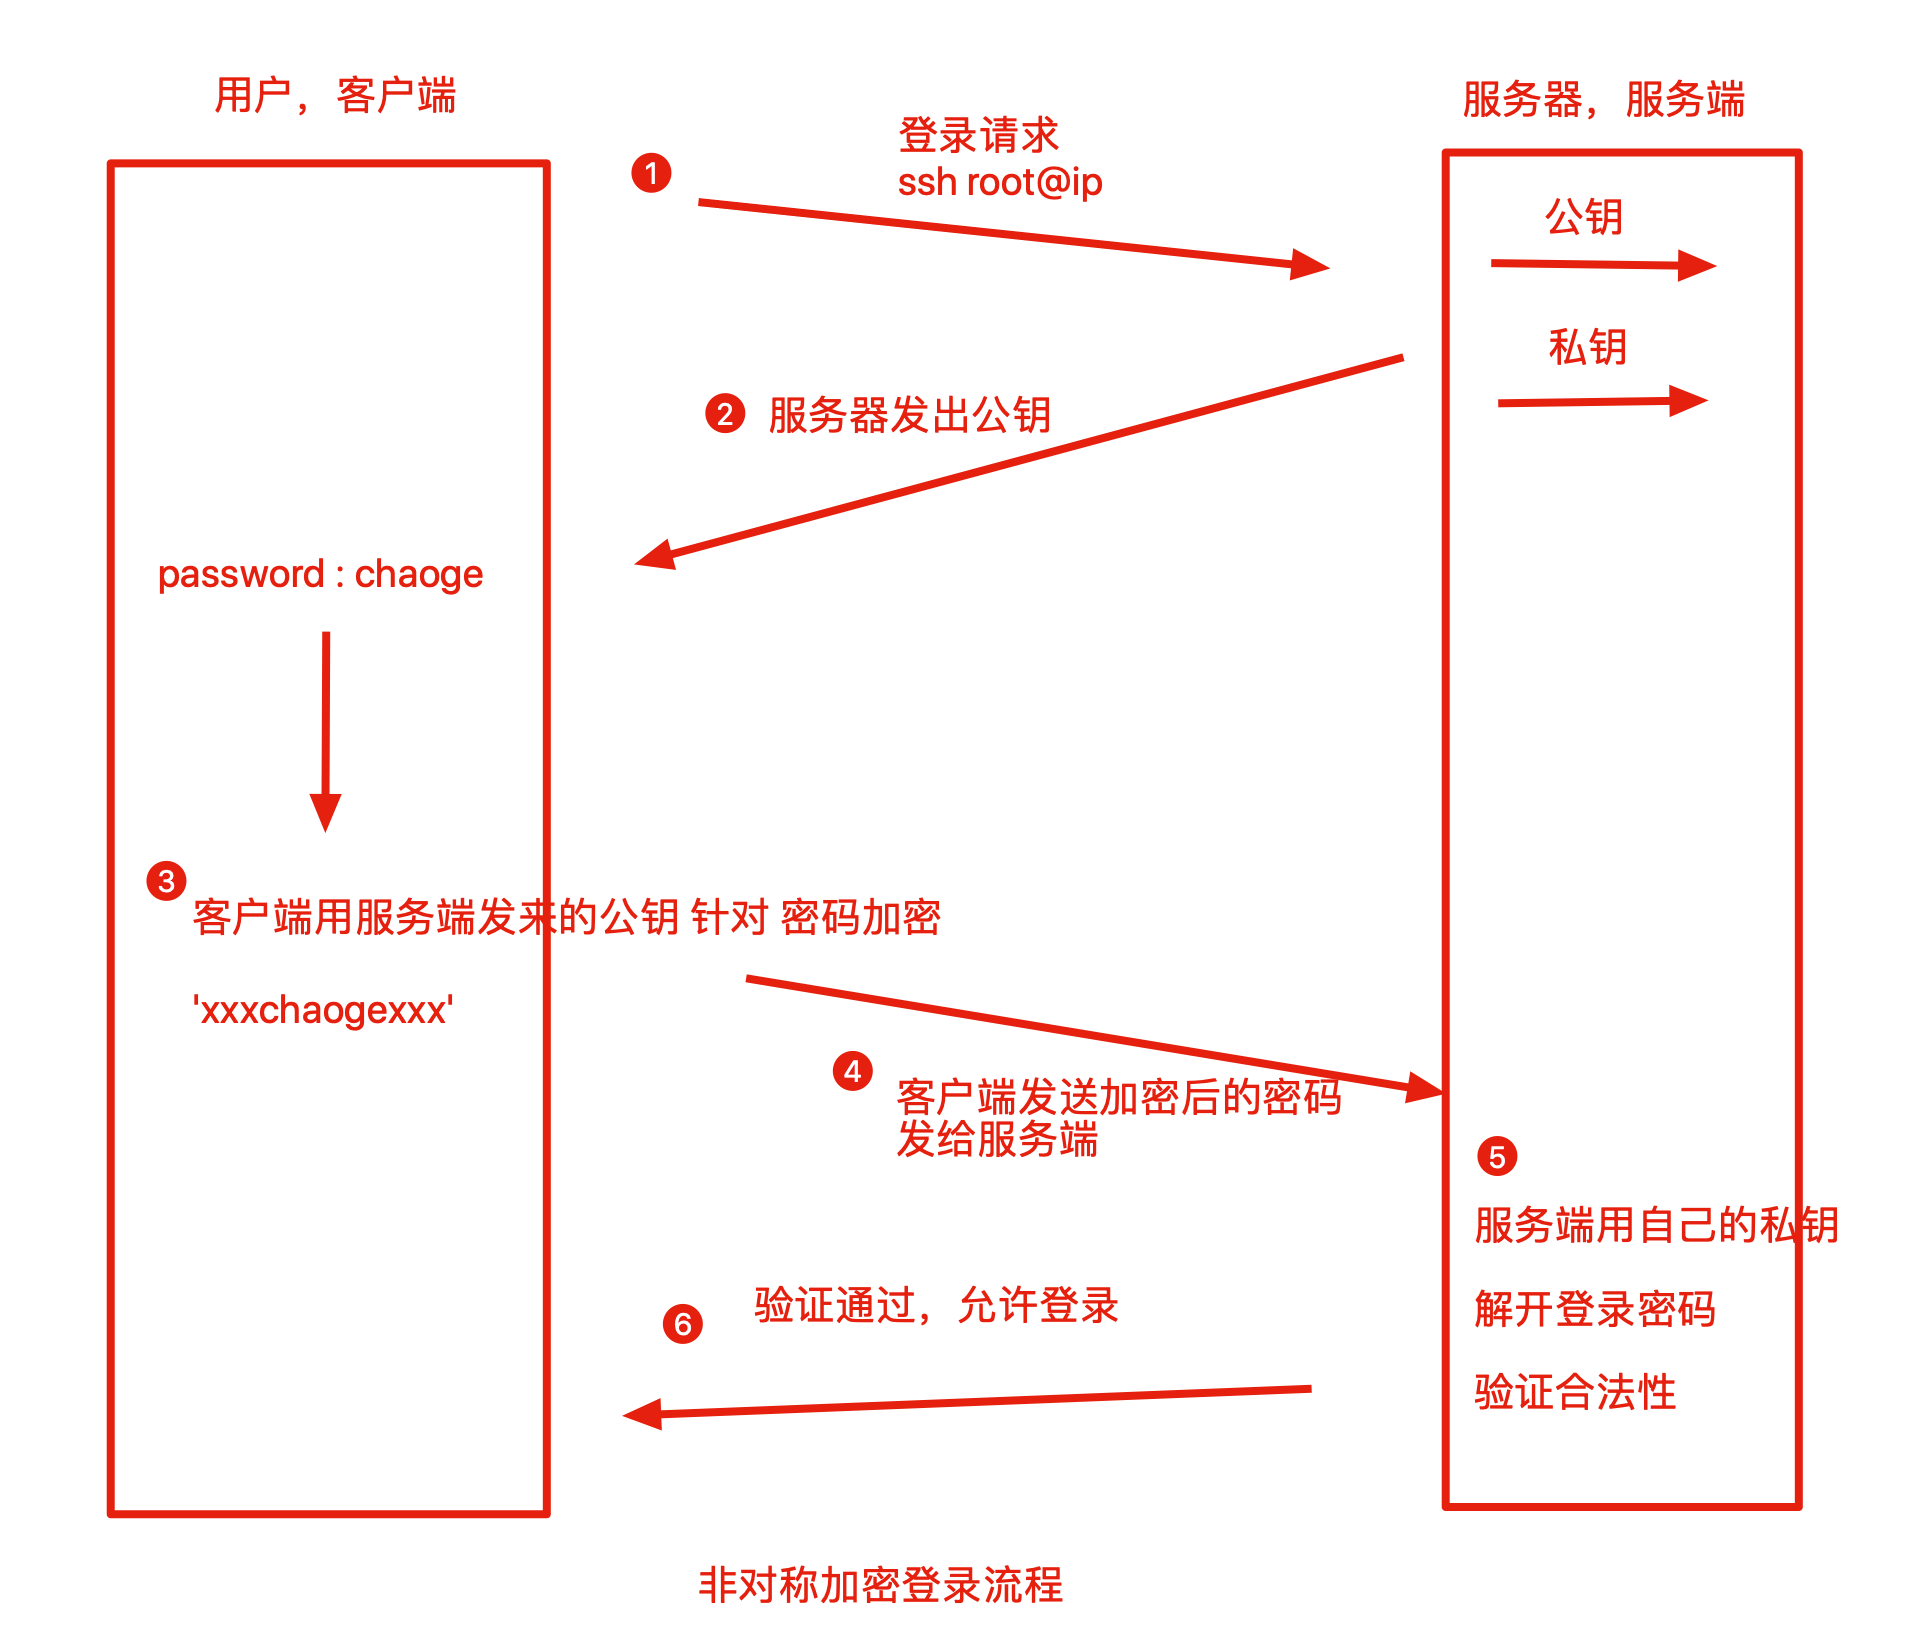 用户，客户端
服务器，服务端
1
登录请求
ssh root@ip
公钥
私钥
2
服务器发出公钥
password : chaoge
3
客户端用服务端发来的公钥 针对 密码加密
'xxxchaogexxx'
4
客户端发送加密后的密码
发给服务端
5
服务端用自己的私钥
解开登录密码
验证合法性
6
验证通过，允许登录
非对称加密登录流程